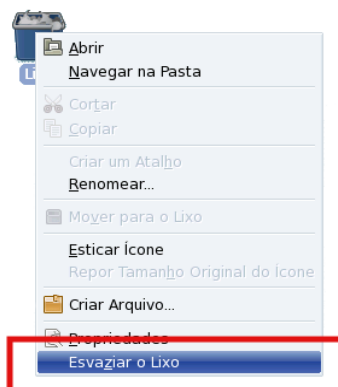 Li
Abrir
Navegar na Pasta
Cortar
Copiar
Criar um Atalho
Renomear...
Mover para o Lixo
Esticar Ícone
Repor Tamanho Original do Ícone
Criar Arquivo...
Propriedades
Esvaziar o Lixo